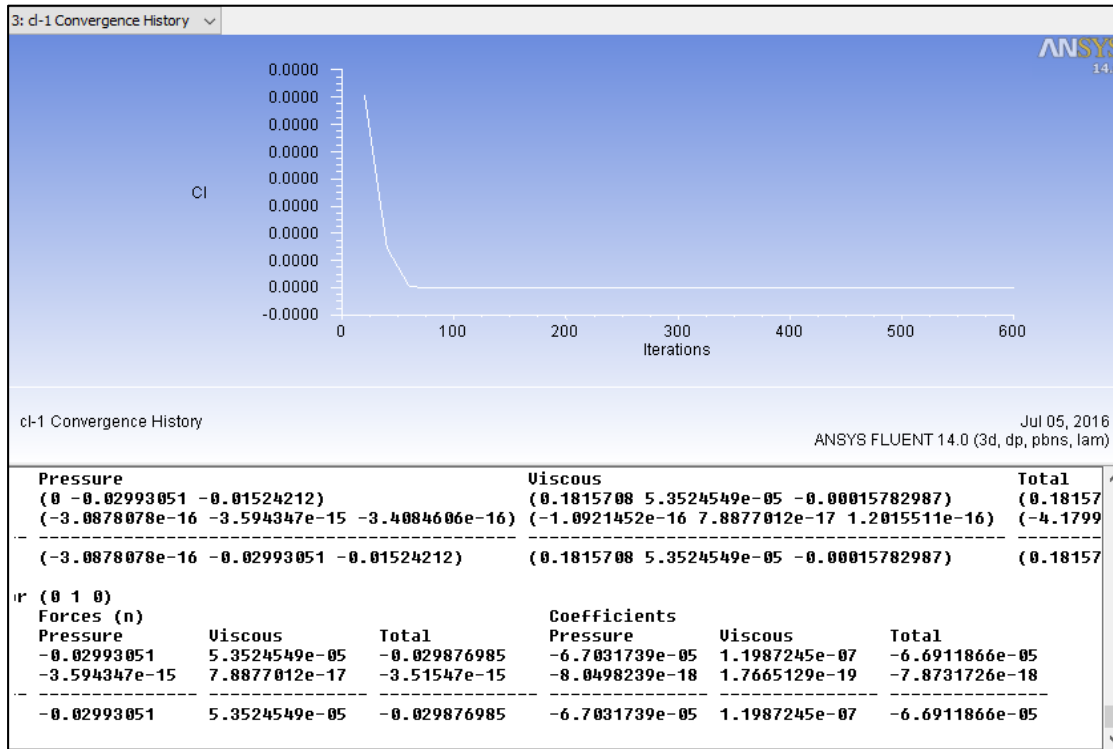 3: cl-1 Convergence History
ANSYS
14.
0.0000
0.0000
0.0000
0.0000
0.0000
0.0000
0.0000
0.0000
0.0000
-0.0000
Cl
0 100 200 300 400 500 600
Iterations
cl-1 Convergence History Jul 05, 2016
ANSYS FLUENT 14.0 (3d, dp, pbns, lam)
Pressure Viscous Total
(0 -0.02993051 -0.01524212) (0.1815708 5.3524549e-05 -0.00015782987) (0.18157
(-3.0878078e-16 -3.594347e-15 -3.4084606e-16) (-1.0921452e-16 7.8877012e-17 1.2015511e-16) (-4.1799
-- --------------------------------------------- --------------------------------------------- --------
(-3.0878078e-16 -0.02993051 -0.01524212) (0.1815708 5.3524549e-05 -0.00015782987) (0.18157
r (0 1 0)
Forces (n) Coefficients
Pressure Viscous Total Pressure Viscous Total
-0.02993051 5.3524549e-05 -0.029876985 -6.7031739e-05 1.1987245e-07 -6.6911866e-05
-3.594347e-15 7.8877012e-17 -3.51547e-15 -8.0498239e-18 1.7665129e-19 -7.8731726e-18
-- ---------------- ---------------- ---------------- ---------------- ---------------- ----------------
-0.02993051 5.3524549e-05 -0.029876985 -6.7031739e-05 1.1987245e-07 -6.6911866e-05